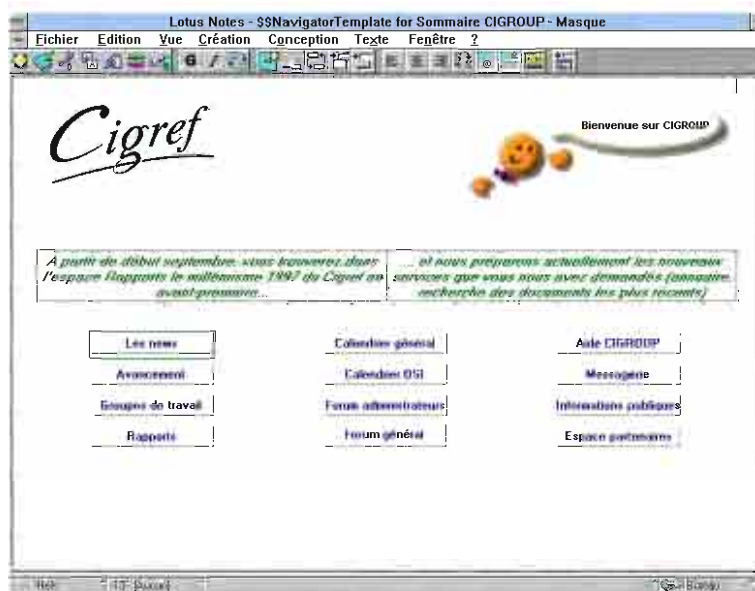 Lotus Notes - $$NavigatorTemplate for Sommaire CIGROUP - Masque
Fichier Edition Vue Création Conception Texte Fenêtre ?
Cigref
Bienvenue sur CIGROUP
A partir de début septembre, vous trouverez dans
l'espace Rapports le millésime 1997 du Cigref en
avant-première...
... et nous préparons actuellement les nouveaux
services que vous nous avez demandés (annuaire,
recherche des documents les plus récents)
Les news Calendrier général Aide CIGROUP
Avancement Calendrier OSI Messagerie
Groupes de travail Forum administrateurs Informations publiques
Rapports Forum général Espace partenaires
Bureau